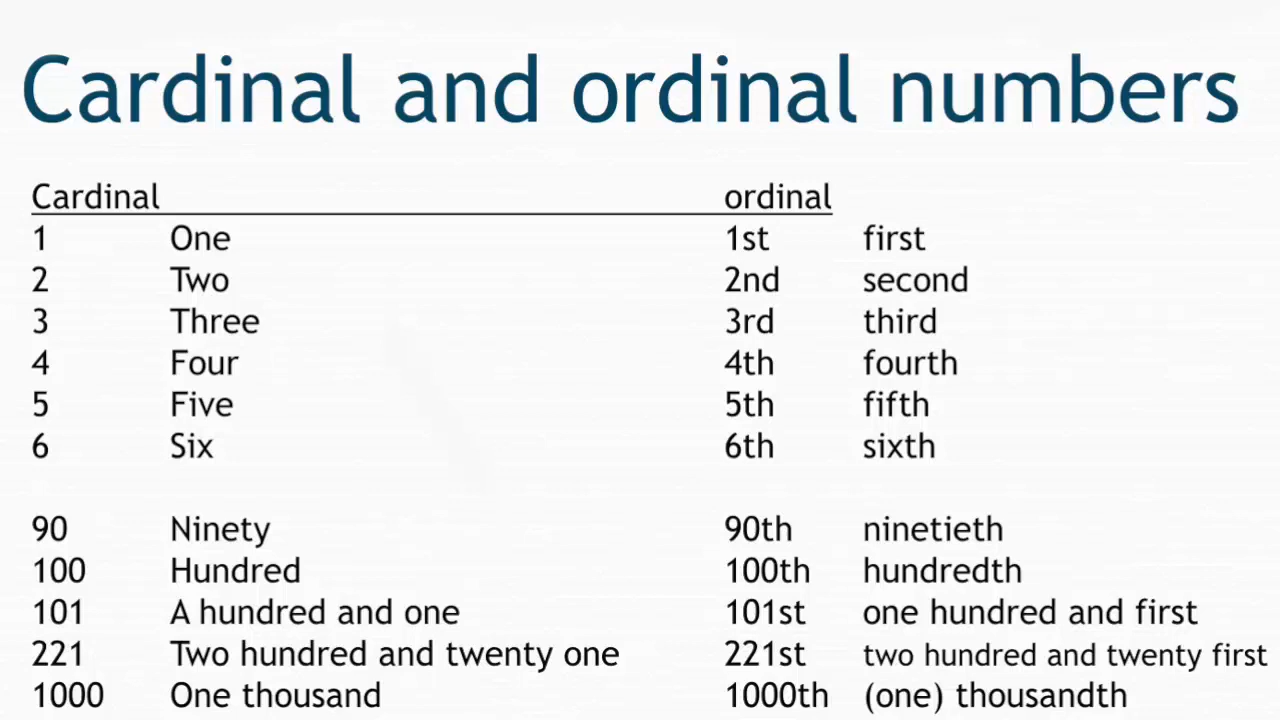 Cardinal and ordinal numbers
Cardinal ordinal
1 One 1st first
2 Two 2nd second
3 Three 3rd third
4 Four 4th fourth
5 Five 5th fifth
6 Six 6th sixth
90 Ninety 90th ninetieth
100 Hundred 100th hundredth
101 A hundred and one 101st one hundred and first
221 Two hundred and twenty one 221st two hundred and twenty first
1000 One thousand 1000th (one) thousandth